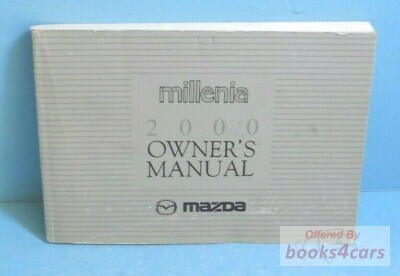 millenia
2000
OWNER'S
MANUAL
mazda
Offered By
books4cars